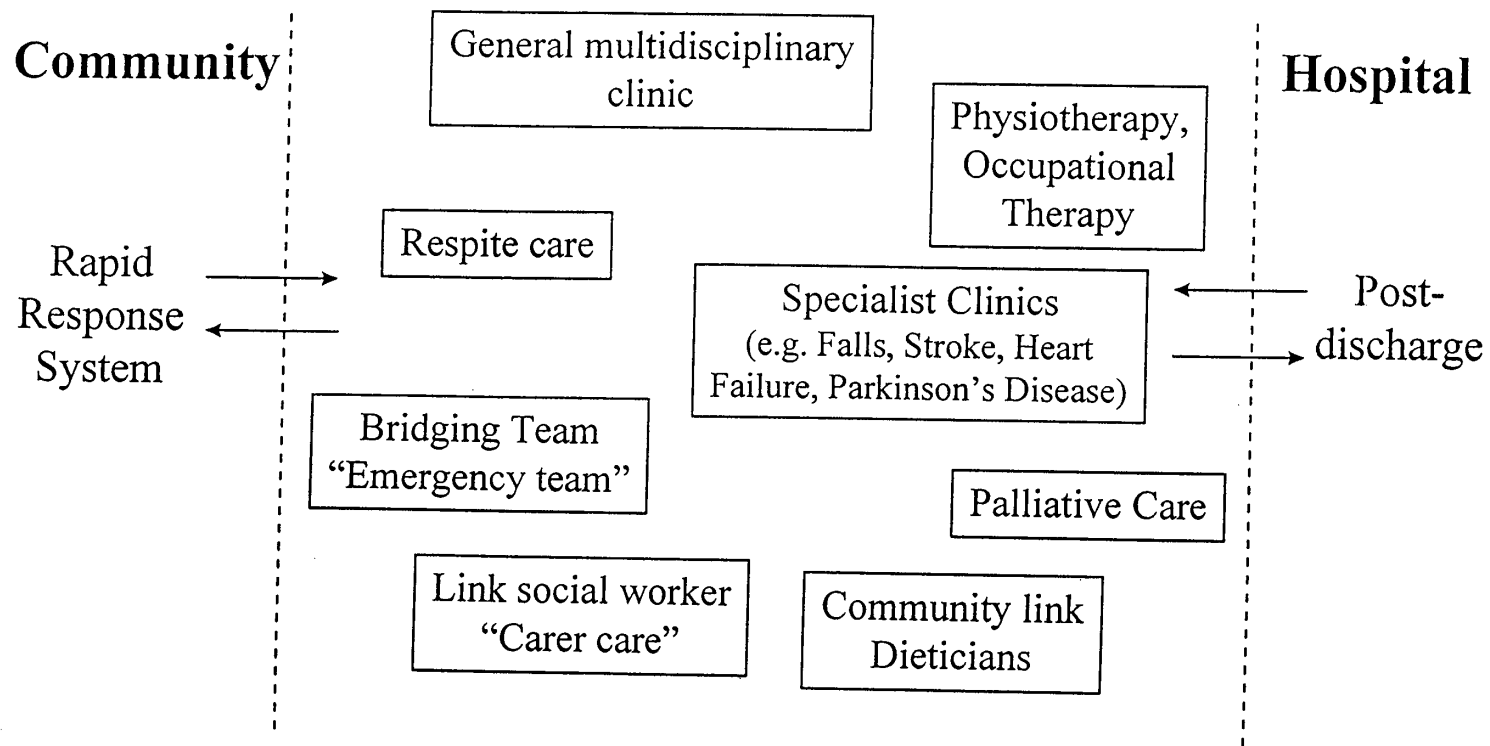 Community
General multidisciplinary
clinic
Hospital
Physiotherapy,
Occupational
Therapy
Respite care
Rapid
Response
System
Specialist Clinics
(e.g. Falls, Stroke, Heart
Failure, Parkinson’s Disease)
Post-
discharge
Bridging Team
“Emergency team”
Palliative Care
Link social worker
“Carer care”
Community link
Dieticians